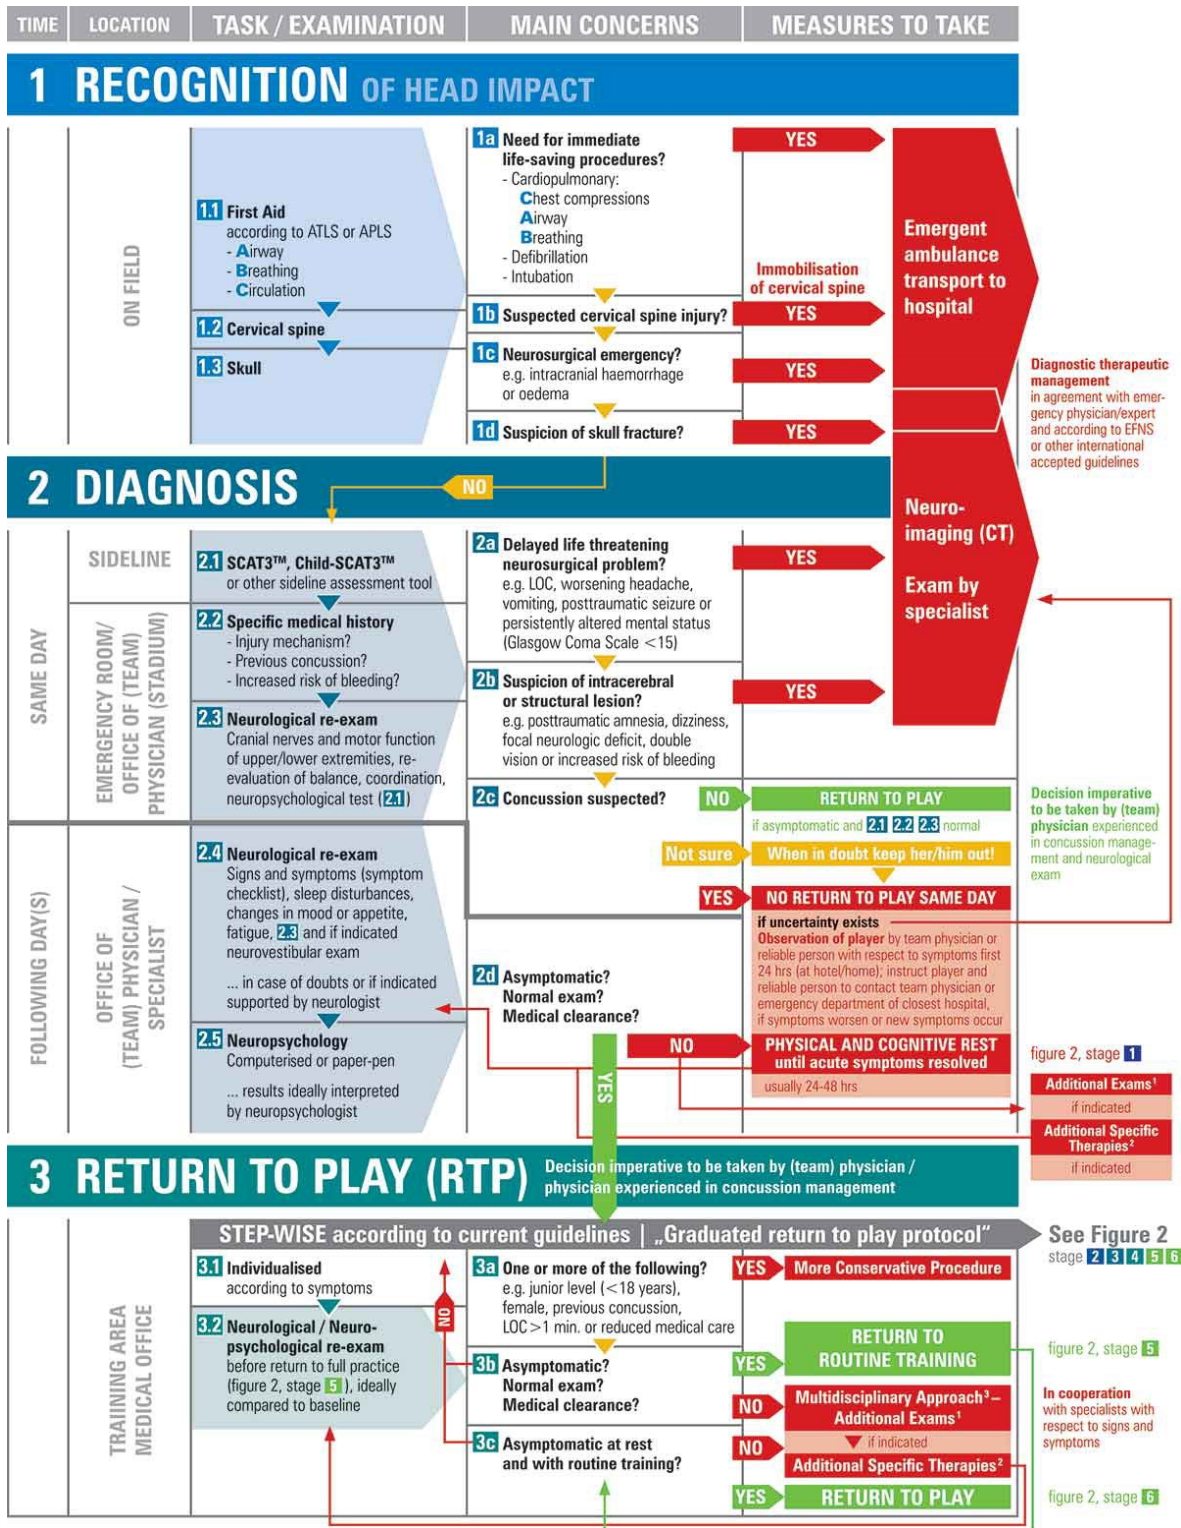 TIME LOCATION TASK / EXAMINATION MAIN CONCERNS MEASURES TO TAKE
1 RECOGNITION OF HEAD IMPACT
ON FIELD
1.1 First Aid
according to ATLS or APLS
- Airway
- Breathing
- Circulation
1.2 Cervical spine
1.3 Skull
1a Need for immediate
life-saving procedures?
- Cardiopulmonary:
Chest compressions
Airway
Breathing
- Defibrillation
- Intubation
1b Suspected cervical spine injury?
1c Neurosurgical emergency?
e.g. intracranial haemorrhage
or oedema
1d Suspicion of skull fracture?
YES
Immobilisation
of cervical spine
YES
YES
YES
Emergent
ambulance
transport to
hospital
Diagnostic therapeutic
management
in agreement with emer-
gency physician/expert
and according to EFNS
or other international
accepted guidelines
2 DIAGNOSIS
NO
SAME DAY
SIDELINE
EMERGENCY ROOM/
OFFICE OF (TEAM)
PHYSICIAN (STADIUM)
2.1 SCAT3™, Child-SCAT3™
or other sideline assessment tool
2.2 Specific medical history
- Injury mechanism?
- Previous concussion?
- Increased risk of bleeding?
2.3 Neurological re-exam
Cranial nerves and motor function
of upper/lower extremities, re-
evaluation of balance, coordination,
neuropsychological test (2.1)
2a Delayed life threatening
neurosurgical problem?
e.g. LOC, worsening headache,
vomiting, posttraumatic seizure or
persistently altered mental status
(Glasgow Coma Scale <15)
2b Suspicion of intracerebral
or structural lesion?
e.g. posttraumatic amnesia, dizziness,
focal neurologic deficit, double
vision or increased risk of bleeding
2c Concussion suspected?
YES
YES
Neuro-
imaging (CT)
Exam by
specialist
NO RETURN TO PLAY
if asymptomatic and 2.1 2.2 2.3 normal
Not sure When in doubt keep her/him out!
YES NO RETURN TO PLAY SAME DAY
if uncertainty exists
Observation of player by team physician or
reliable person with respect to symptoms first
24 hrs (at hotel/home); instruct player and
reliable person to contact team physician or
emergency department of closest hospital,
if symptoms worsen or new symptoms occur
Decision imperative
to be taken by (team)
physician experienced
in concussion manage-
ment and neurological
exam
FOLLOWING DAY(S)
OFFICE OF
(TEAM) PHYSICIAN /
SPECIALIST
2.4 Neurological re-exam
Signs and symptoms (symptom
checklist), sleep disturbances,
changes in mood or appetite,
fatigue, 2.3 and if indicated
neurovestibular exam
... in case of doubts or if indicated
supported by neurologist
2.5 Neuropsychology
Computerised or paper-pen
... results ideally interpreted
by neuropsychologist
2d Asymptomatic?
Normal exam?
Medical clearance?
YES
NO PHYSICAL AND COGNITIVE REST
until acute symptoms resolved
usually 24-48 hrs
figure 2, stage 1
Additional Exams¹
if indicated
Additional Specific
Therapies²
if indicated
3 RETURN TO PLAY (RTP) Decision imperative to be taken by (team) physician /
physician experienced in concussion management
STEP-WISE according to current guidelines | „Graduated return to play protocol“
See Figure 2
stage 2 3 4 5 6
TRAIINING AREA
MEDICAL OFFICE
3.1 Individualised
according to symptoms
3.2 Neurological / Neuro-
psychological re-exam
before return to full practice
(figure 2, stage 5), ideally
compared to baseline
NO
3a One or more of the following?
e.g. junior level (<18 years),
female, previous concussion,
LOC>1 min. or reduced medical care
3b Asymptomatic?
Normal exam?
Medical clearance?
3c Asymptomatic at rest
and with routine training?
YES More Conservative Procedure
YES RETURN TO
ROUTINE TRAINING
NO Multidisciplinary Approach³ –
Additional Exams¹
NO if indicated
Additional Specific Therapies²
YES RETURN TO PLAY
figure 2, stage 5
In cooperation
with specialists with
respect to signs and
symptoms
figure 2, stage 6